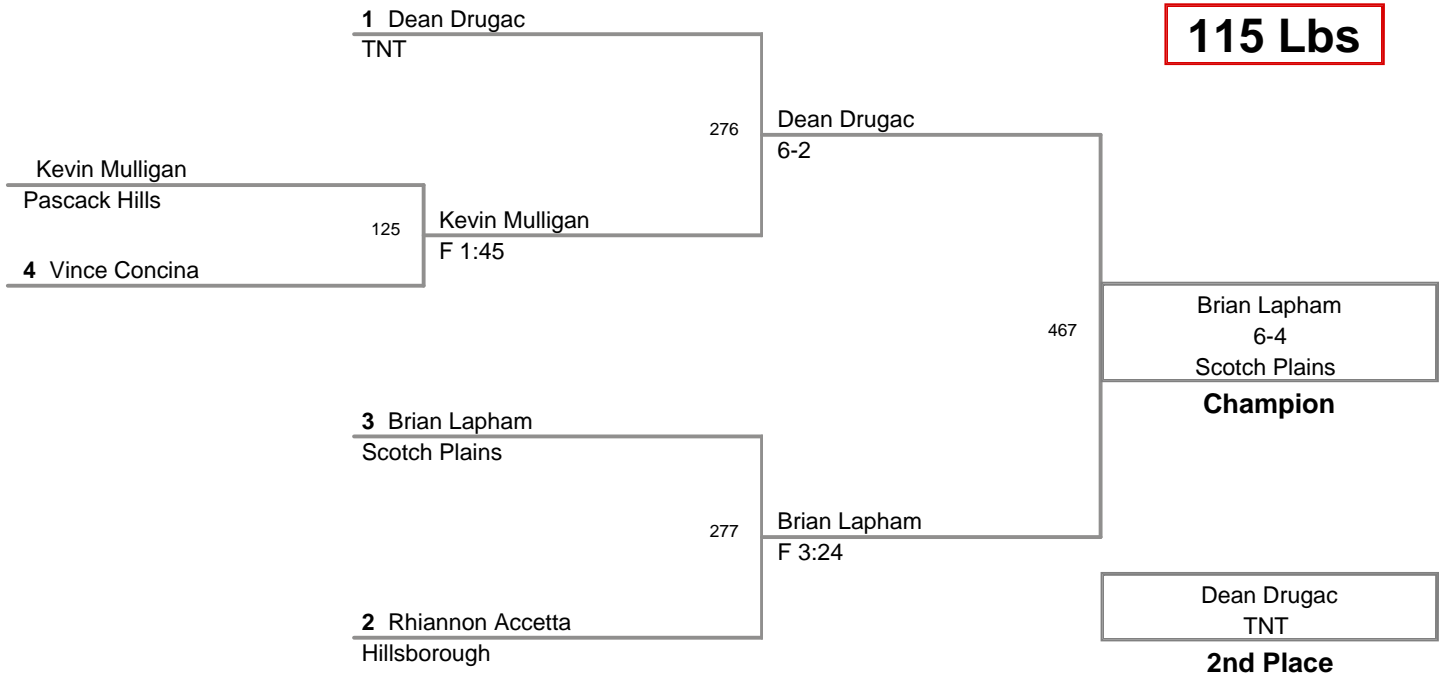 1 Dean Drugac
TNT
115 Lbs
276
Dean Drugac
6-2
Kevin Mulligan
Pascack Hills
125
Kevin Mulligan
F 1:45
4 Vince Concina
467
Brian Lapham
6-4
Scotch Plains
Champion
3 Brian Lapham
Scotch Plains
277
Brian Lapham
F 3:24
2 Rhiannon Accetta
Hillsborough
Dean Drugac
TNT
2nd Place